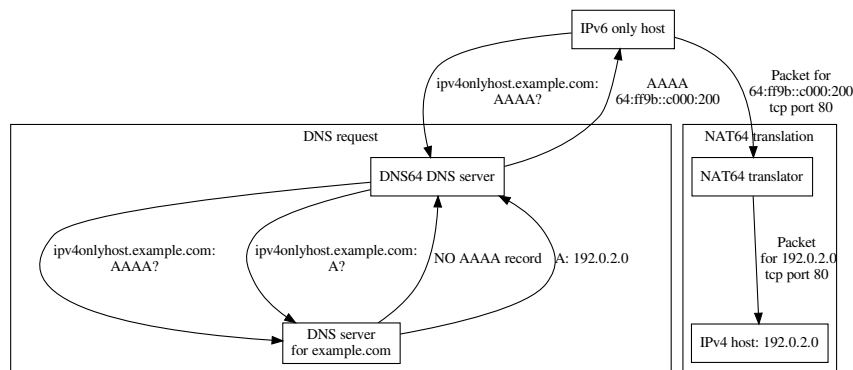 IPv6 only host
ipv4onlyhost.example.com:
AAAA?
AAAA
64:ff9b::c000:200
Packet for
64:ff9b::c000:200
tcp port 80
DNS request
NAT64 translation
DNS64 DNS server
NAT64 translator
ipv4onlyhost.example.com:
AAAA?
ipv4onlyhost.example.com:
A?
NO AAAA record
A: 192.0.2.0
Packet
for 192.0.2.0
tcp port 80
DNS server
for example.com
IPv4 host: 192.0.2.0